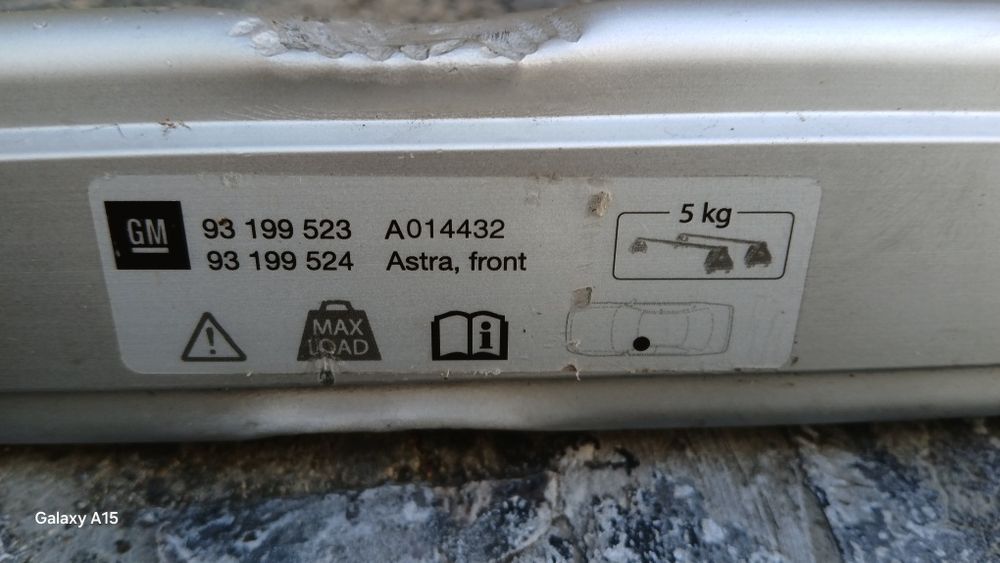 GM
93 199 523 A014432
93 199 524 Astra, front
5 kg
MAX
LOAD
i
Galaxy A15